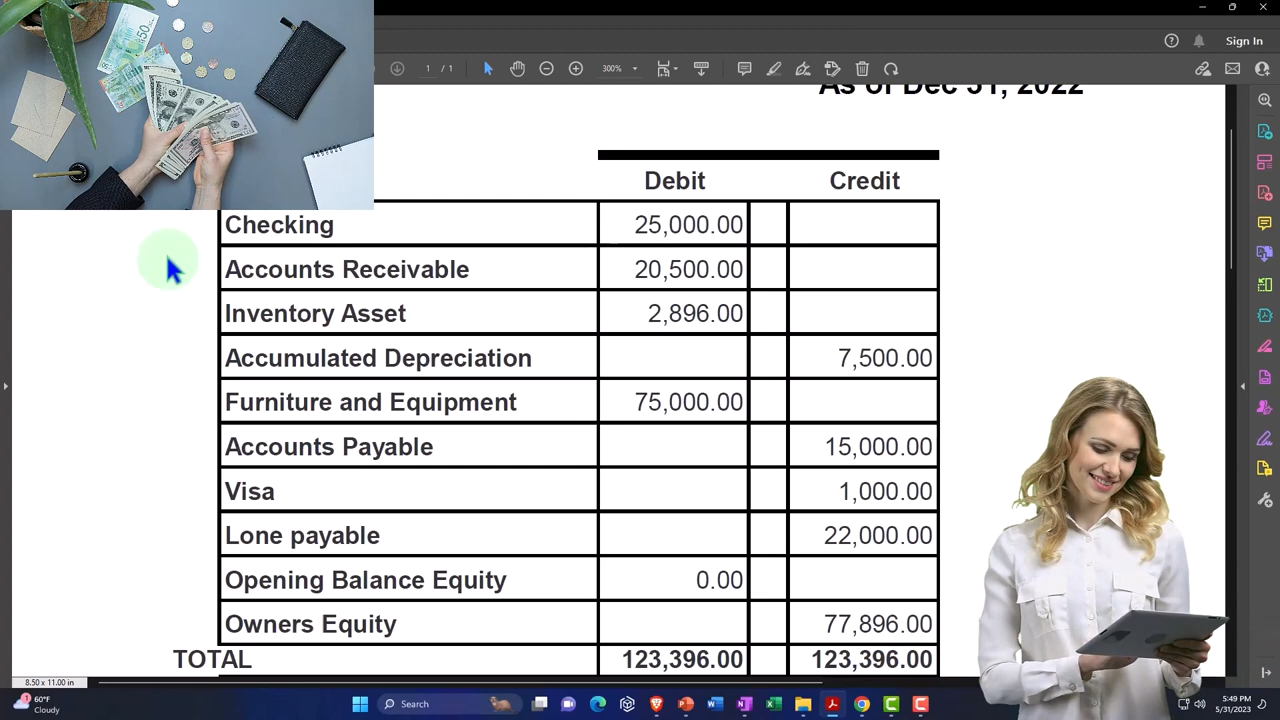 Sign In
1 / 1
300%
As of Dec 31, 2022
Debit Credit
Checking 25,000.00
Accounts Receivable 20,500.00
Inventory Asset 2,896.00
Accumulated Depreciation 7,500.00
Furniture and Equipment 75,000.00
Accounts Payable 15,000.00
Visa 1,000.00
Lone payable 22,000.00
Opening Balance Equity 0.00
Owners Equity 77,896.00
TOTAL 123,396.00 123,396.00
8.50 x 11.00 in
1
60°F
Cloudy
Search
5:49 PM
5/31/2023